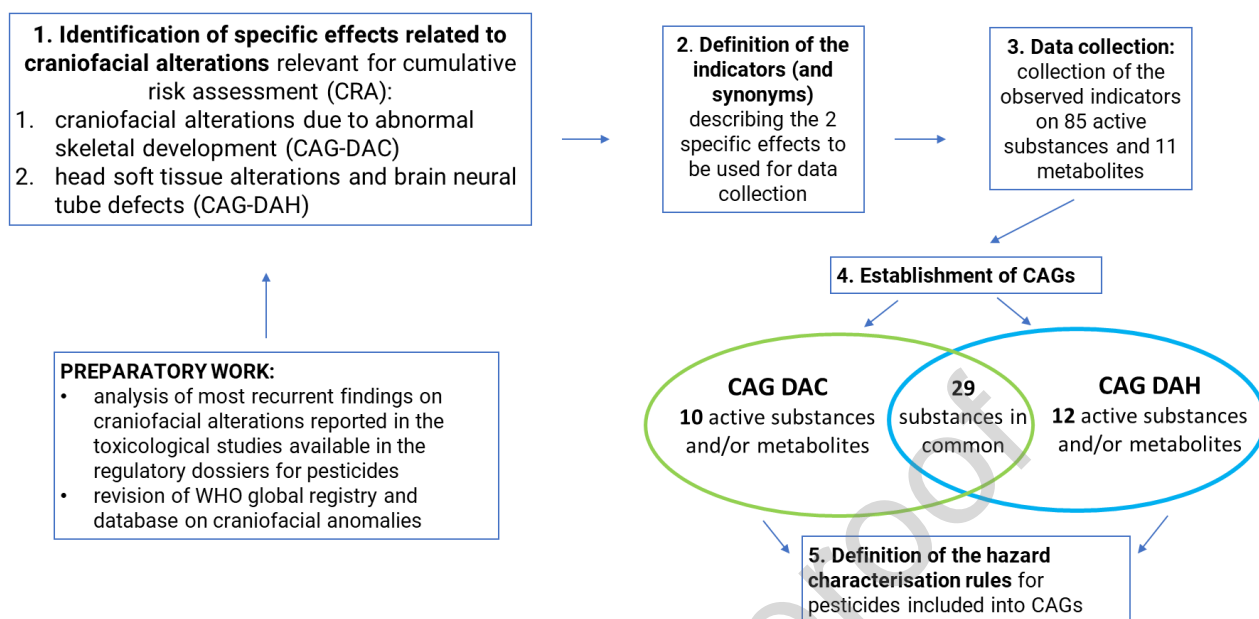 1. Identification of specific effects related to
craniofacial alterations relevant for cumulative
risk assessment (CRA):
1. craniofacial alterations due to abnormal
skeletal development (CAG-DAC)
2. head soft tissue alterations and brain neural
tube defects (CAG-DAH)
2. Definition of the
indicators (and
synonyms)
describing the 2
specific effects to
be used for data
collection
3. Data collection:
collection of the
observed indicators
on 85 active
substances and 11
metabolites
4. Establishment of CAGs
PREPARATORY WORK:
• analysis of most recurrent findings on
craniofacial alterations reported in the
toxicological studies available in the
regulatory dossiers for pesticides
• revision of WHO global registry and
database on craniofacial anomalies
CAG DAC
10 active substances
and/or metabolites
29
substances in
common
CAG DAH
12 active substances
and/or metabolites
5. Definition of the hazard
characterisation rules for
pesticides included into CAGs
proof